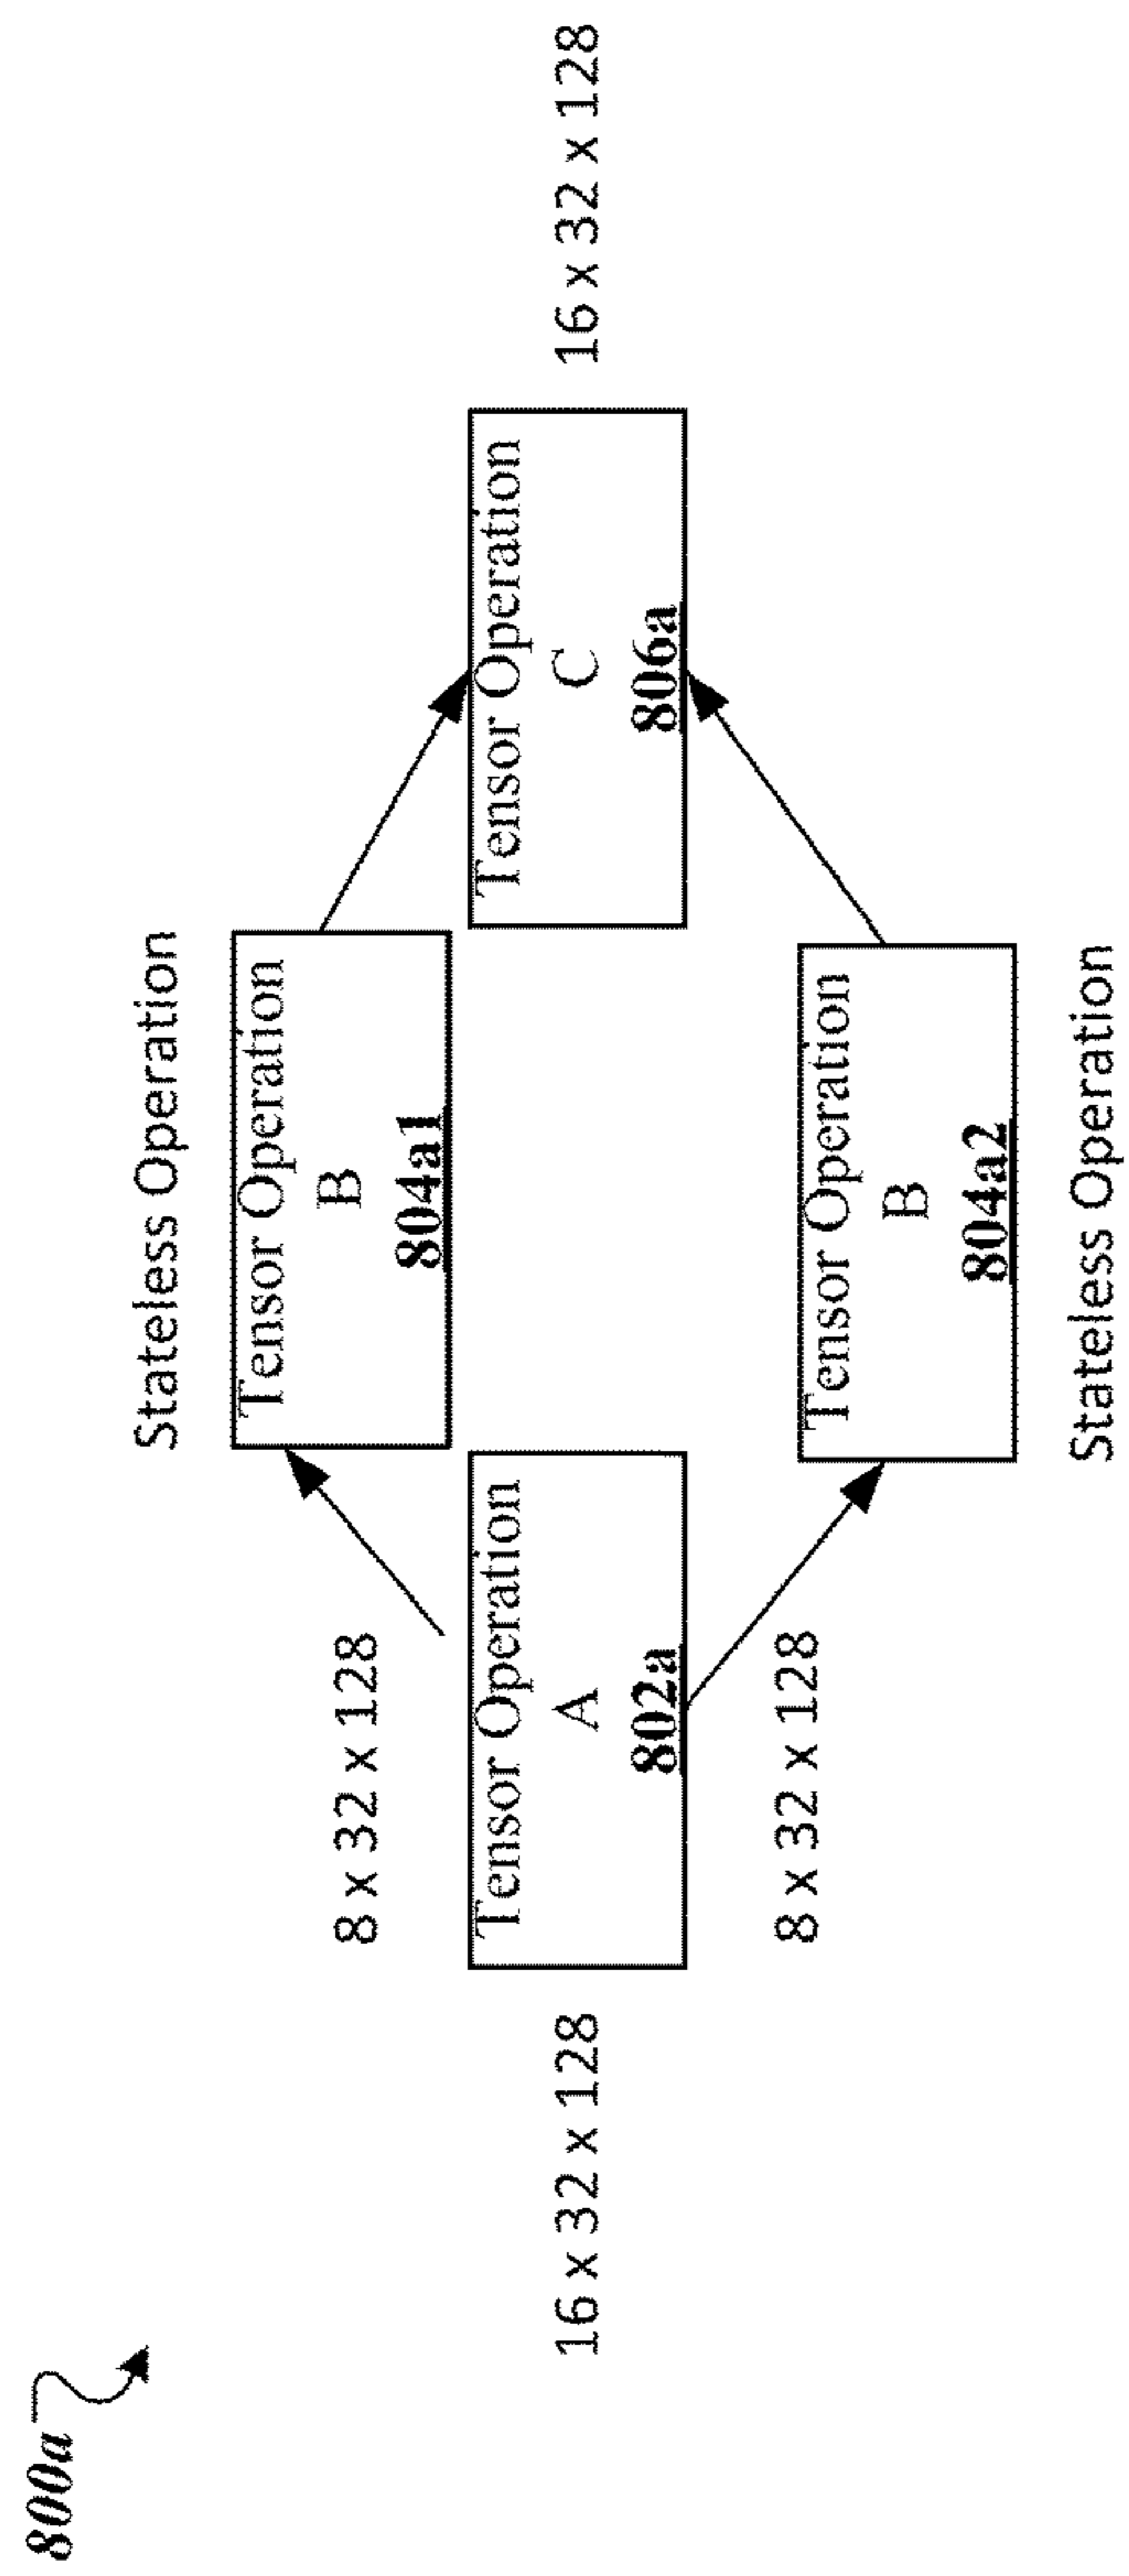 800a
16 x 32 x 128
8 x 32 x 128
Tensor Operation
A
802a
8 x 32 x 128
Stateless Operation
Tensor Operation
B
804a1
Tensor Operation
B
804a2
Stateless Operation
Tensor Operation
C
806a
16 x 32 x 128